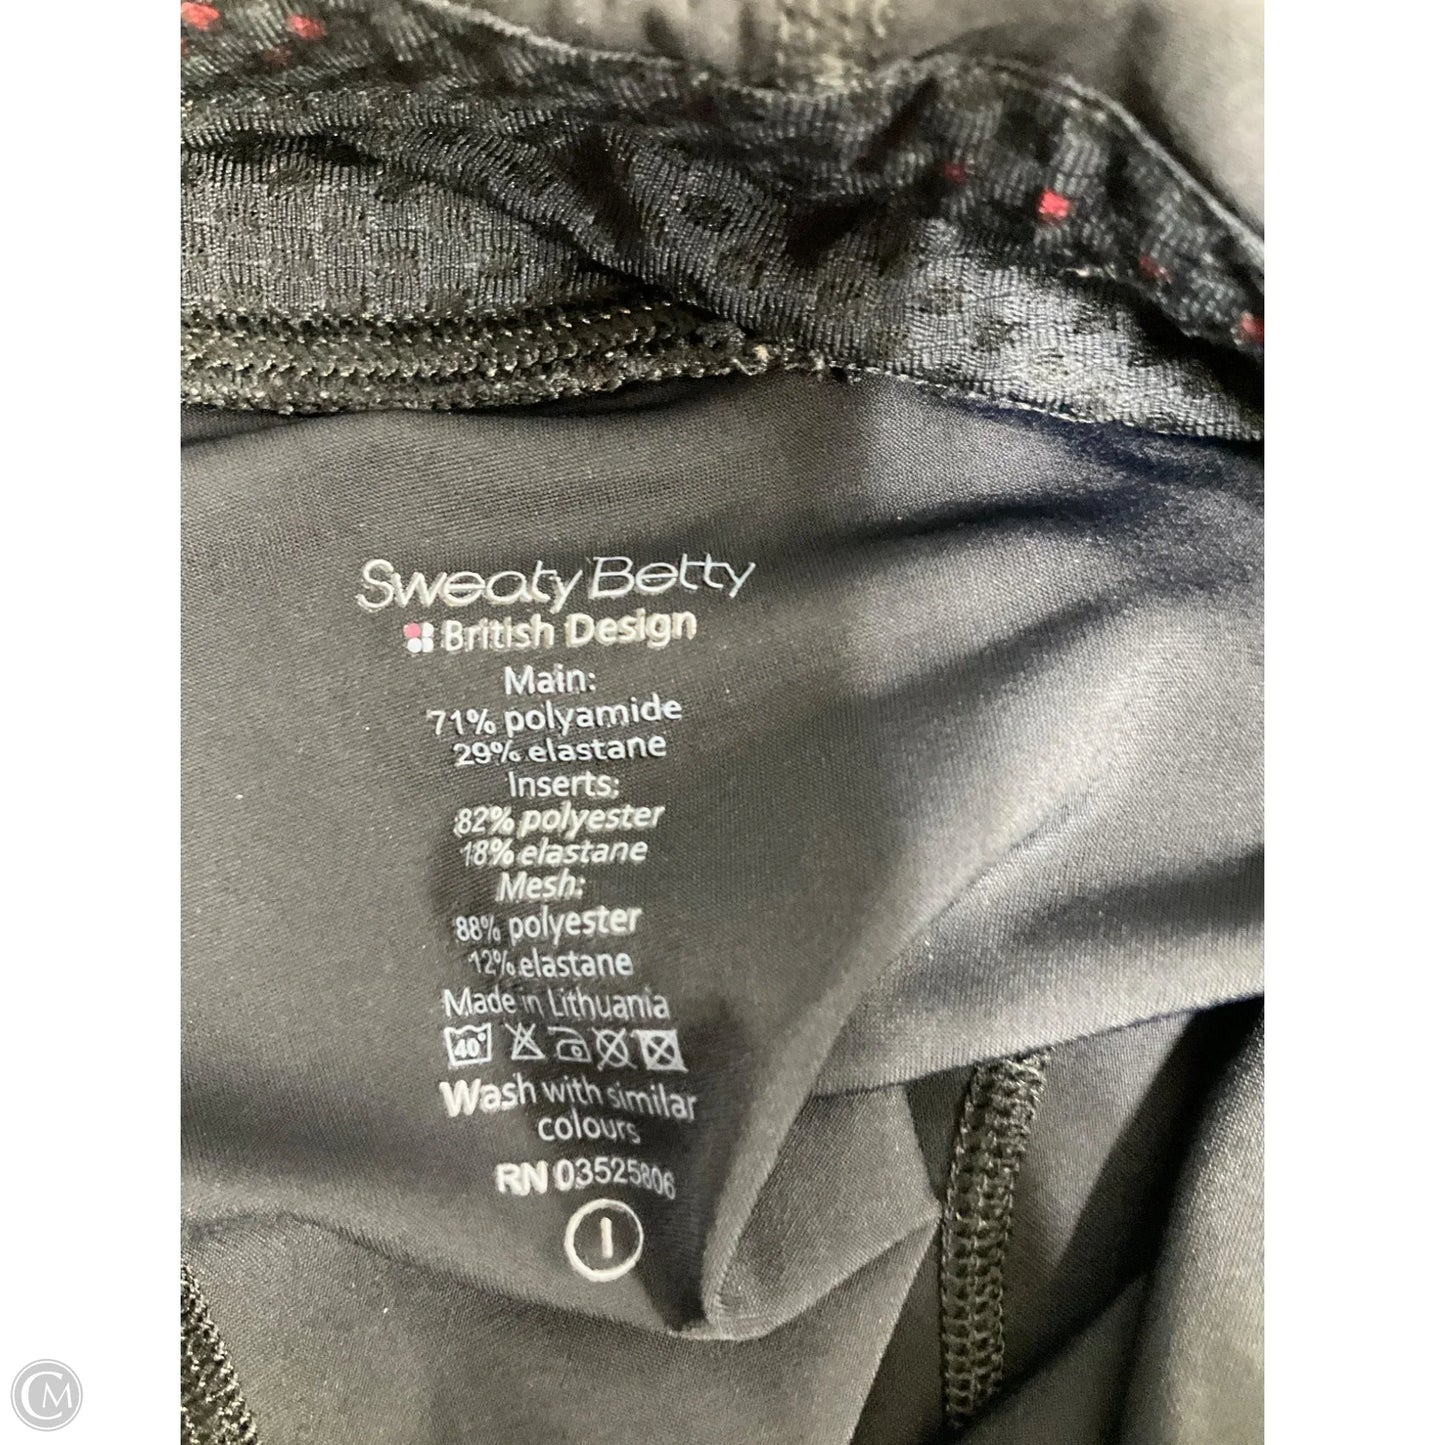 Sweaty Betty
British Design
Main:
71% polyamide
29% elastane
Inserts:
82% polyester
18% elastane
Mesh:
88% polyester
12% elastane
Made in Lithuania
40°
Wash with similar
colours
RN 03525806
I
CM